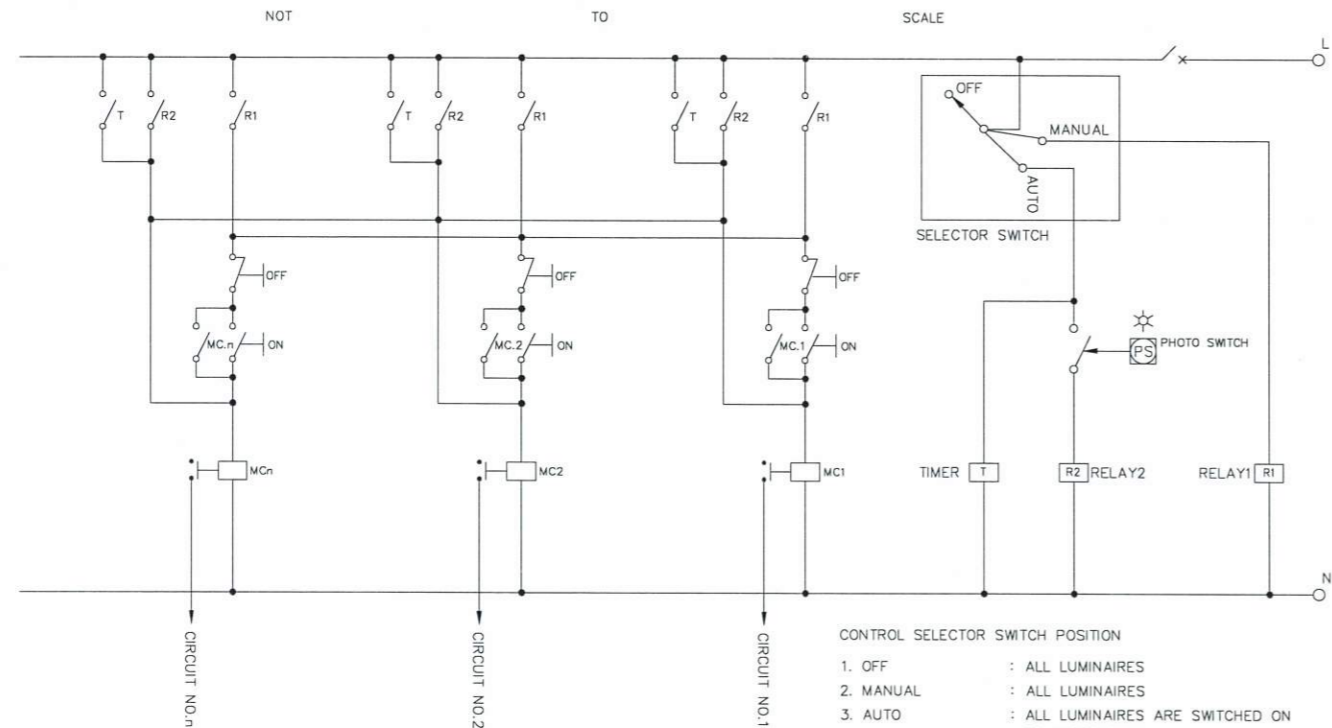 NOT TO SCALE
L
OFF
T R2 R1 T R2 R1 T R2 R1
MANUAL
AUTO
SELECTOR SWITCH
OFF OFF OFF
MC.n ON MC.2 ON MC.1 ON
PS PHOTO SWITCH
MCn MC2 MC1 TIMER T R2 RELAY2 RELAY1 R1
N
CIRCUIT NO.n
CIRCUIT NO.2
CIRCUIT NO.1
CONTROL SELECTOR SWITCH POSITION
1. OFF : ALL LUMINAIRES
2. MANUAL : ALL LUMINAIRES
3. AUTO : ALL LUMINAIRES ARE SWITCHED ON